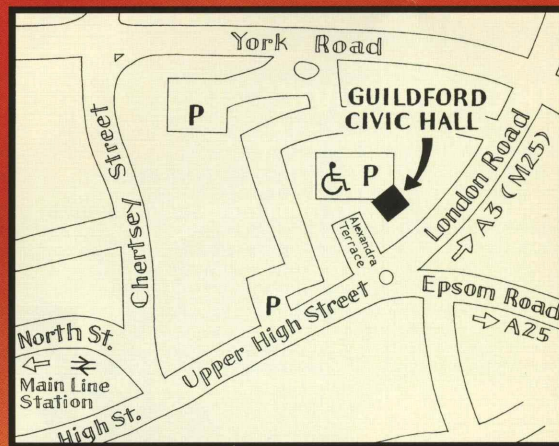 York Road
P
GUILDFORD
CIVIC HALL
Chertsey Street
P
London Road
A3 (M25)
Alexandra
Terrace
Epsom Road
A25
P
Upper High Street
North St.
Main Line
Station
High St.